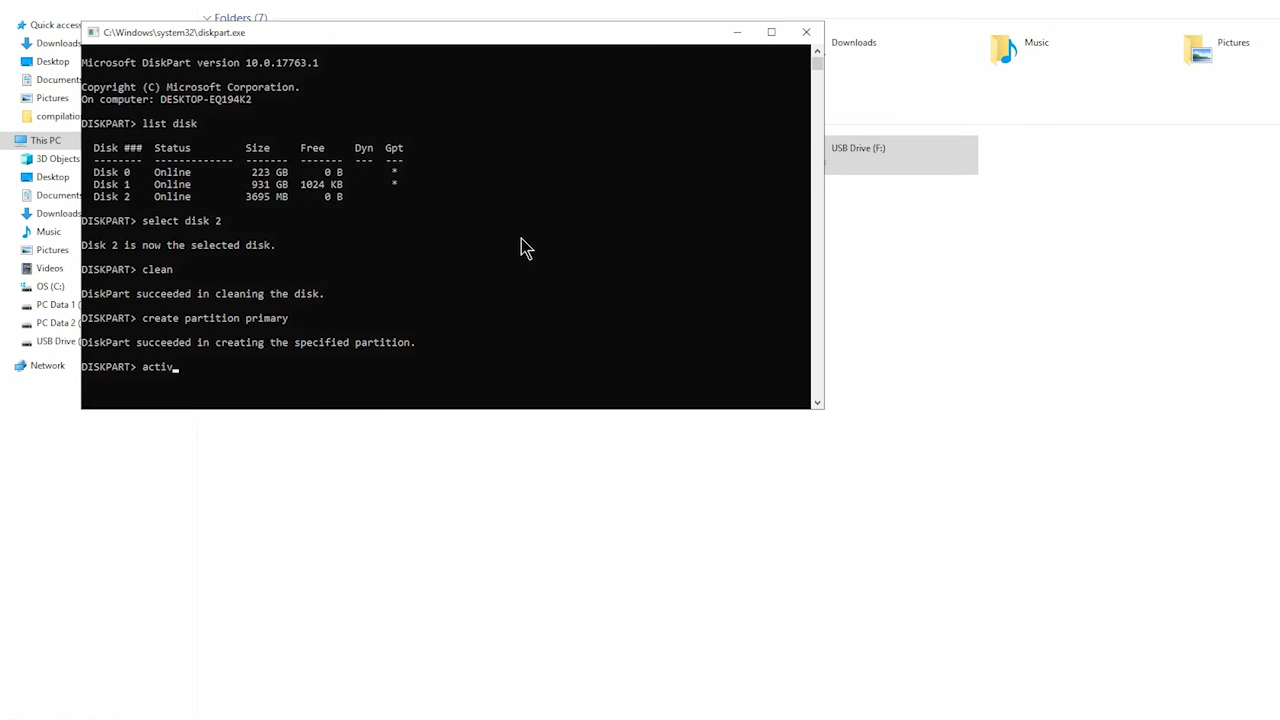 Folders (7)
Quick access
Downloads
Desktop
Documents
Pictures
compilatio
This PC
3D Objects
Desktop
Documents
Downloads
Music
Pictures
Videos
OS (C:)
PC Data 1 (
PC Data 2 (
USB Drive (
Network
C:\Windows\system32\diskpart.exe
Microsoft DiskPart version 10.0.17763.1
Copyright (C) Microsoft Corporation.
On computer: DESKTOP-EQ194K2
DISKPART> list disk
Disk ### Status Size Free Dyn Gpt
-------- ------------- ------- ------- --- ---
Disk 0 Online 223 GB 0 B *
Disk 1 Online 931 GB 1024 KB *
Disk 2 Online 3695 MB 0 B
DISKPART> select disk 2
Disk 2 is now the selected disk.
DISKPART> clean
DiskPart succeeded in cleaning the disk.
DISKPART> create partition primary
DiskPart succeeded in creating the specified partition.
DISKPART> activ_
Downloads
Music
Pictures
USB Drive (F:)